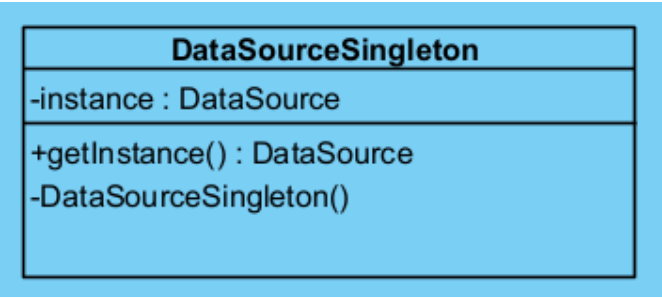 DataSourceSingleton
-instance : DataSource
+getInstance() : DataSource
-DataSourceSingleton()